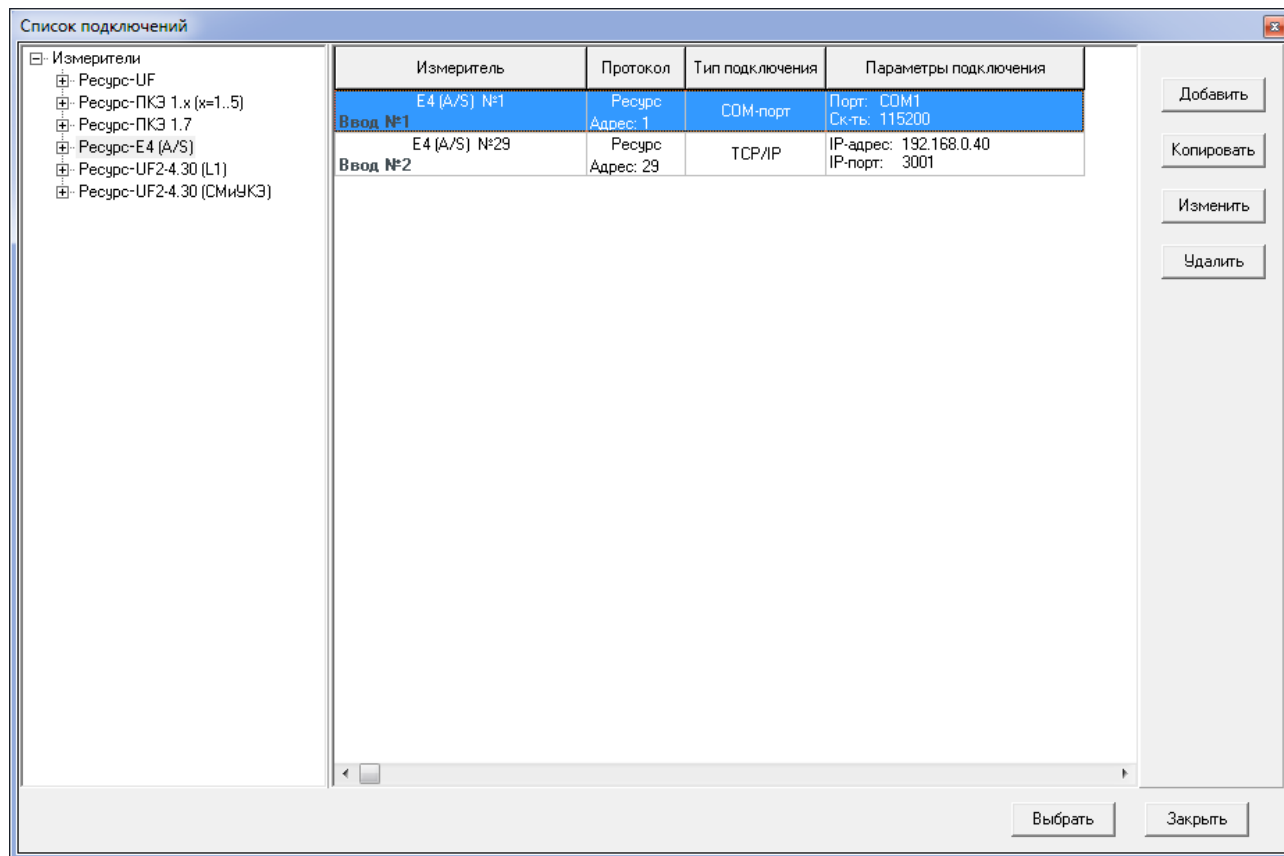 Список подключений
Измерители
Ресурс-UF
Ресурс-ПКЭ 1.x (x=1..5)
Ресурс-ПКЭ 1.7
Ресурс-E4 (A/S)
Ресурс-UF2-4.30 (L1)
Ресурс-UF2-4.30 (СМиУКЭ)
Измеритель Протокол Тип подключения Параметры подключения
E4 (A/S) №1 Ресурс COM-порт Порт: COM1
Ввод №1 Адрес: 1 Ск-ть: 115200
E4 (A/S) №29 Ресурс TCP/IP IP-адрес: 192.168.0.40
Ввод №2 Адрес: 29 IP-порт: 3001
Добавить
Копировать
Изменить
Удалить
Выбрать Закрыть